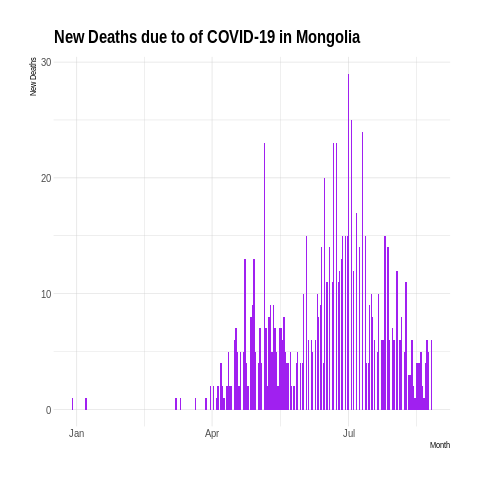 New Deaths due to of COVID-19 in Mongolia
New Deaths
30
20
10
0
Jan Apr Jul
Month